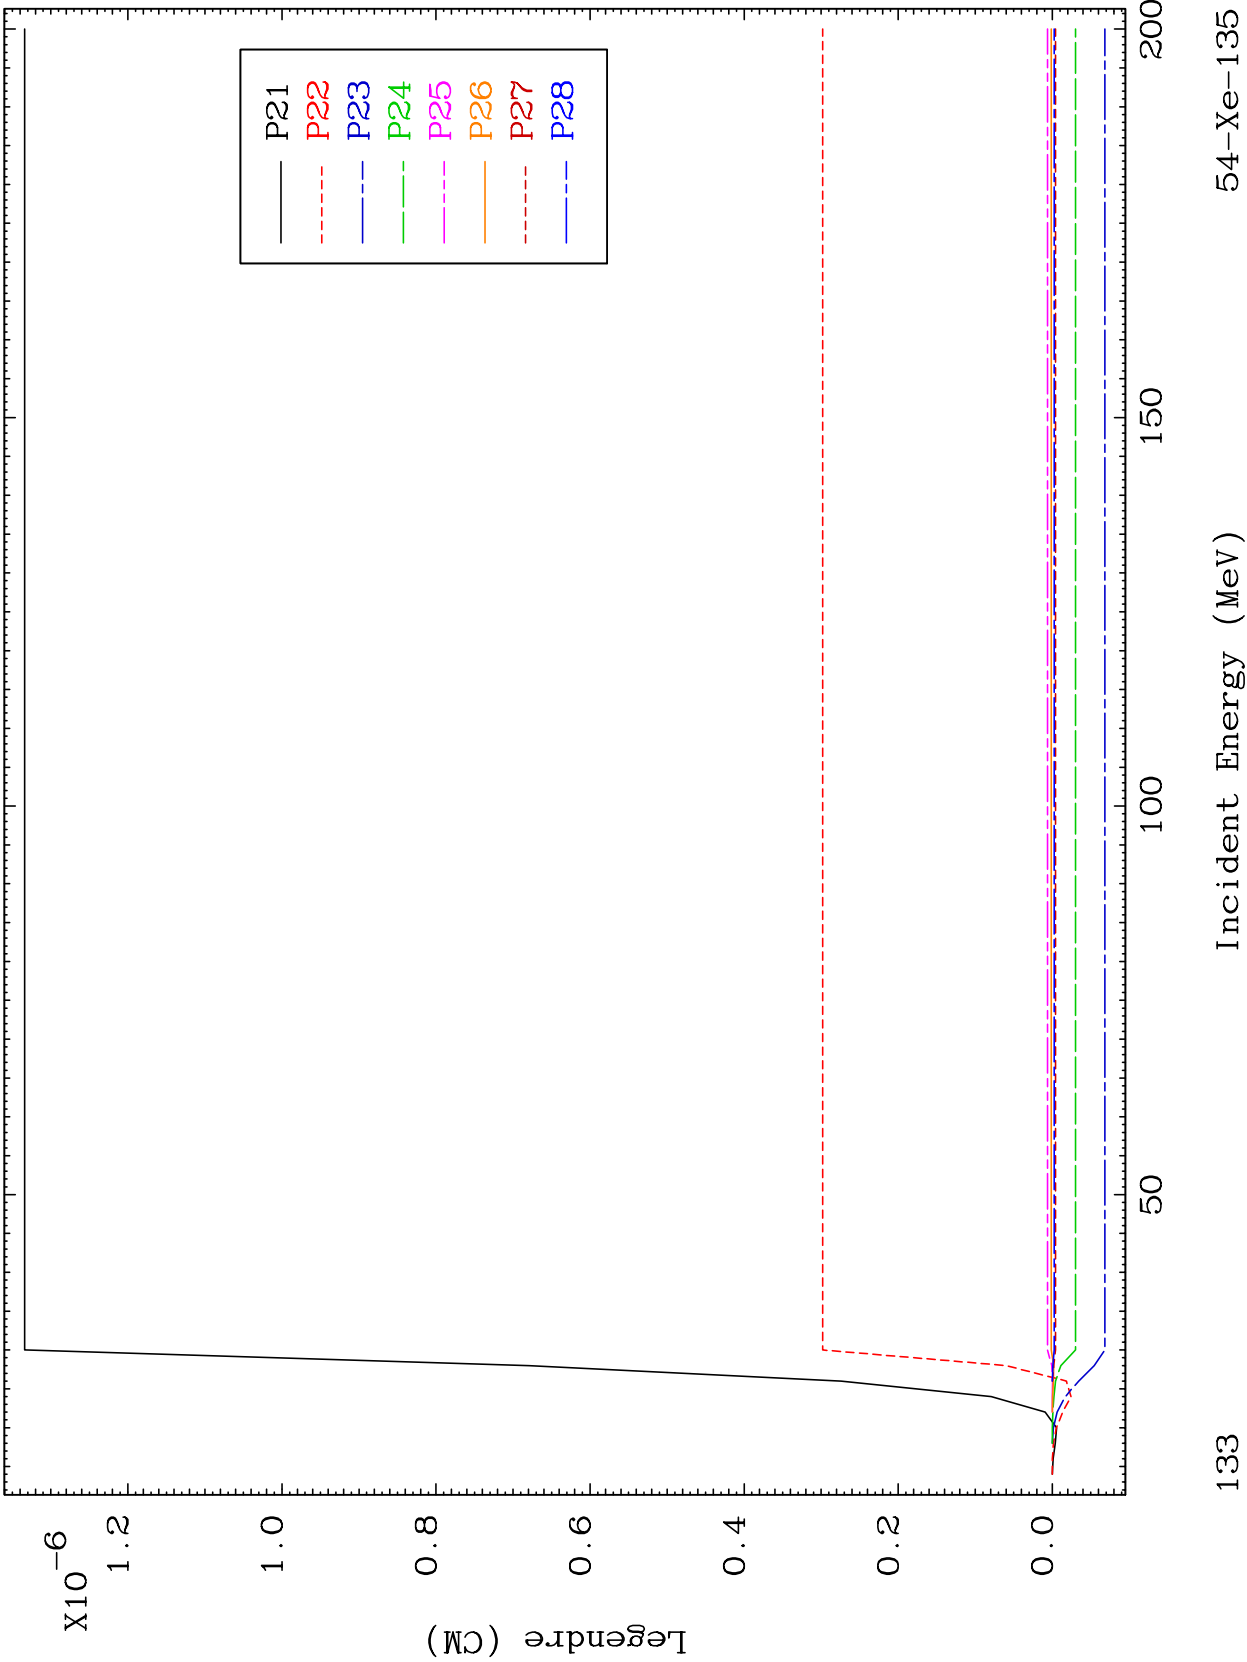 X10-6
1.2
1.0
0.8
0.6
0.4
0.2
0.0
Legendre (CM)
P21
P22
P23
P24
P25
P26
P27
P28
50
100
150
200
Incident Energy (MeV)
133
54-Xe-135